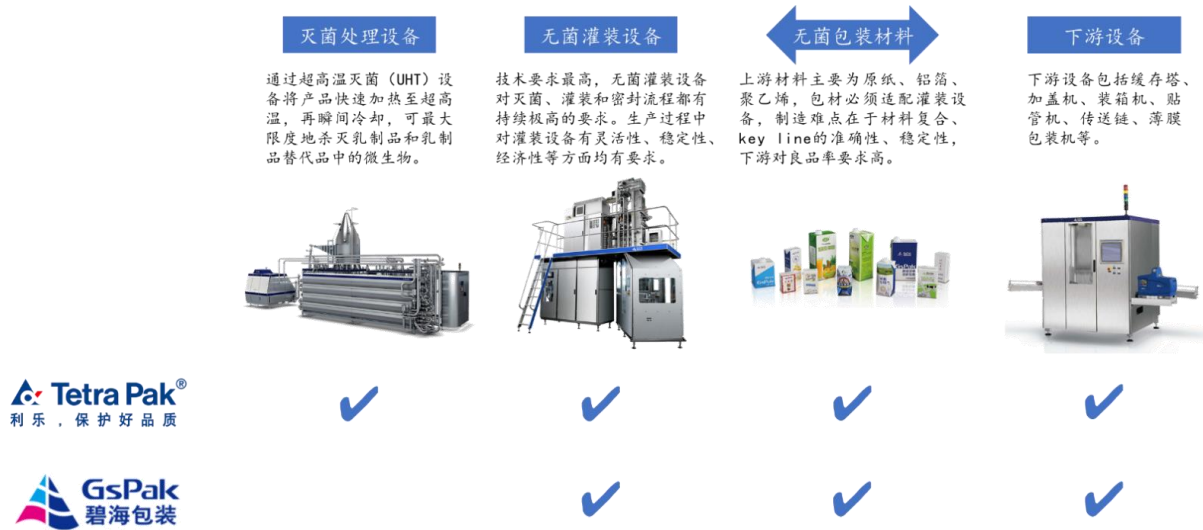 灭菌处理设备
无菌灌装设备
无菌包装材料
下游设备
通过超高温灭菌（UHT）设
备将产品快速加热至超高
温，再瞬间冷却，可最大
限度地杀灭乳制品和乳制
品替代品中的微生物。
技术要求最高，无菌灌装设备
对灭菌、灌装和密封流程都有
持续极高的要求。生产过程中
对灌装设备有灵活性、稳定性、
经济性等方面均有要求。
上游材料主要为原纸、铝箔、
聚乙烯，包材必须适配灌装设
备，制造难点在于材料复合、
key line的准确性、稳定性，
下游对良品率要求高。
下游设备包括缓存塔、
加盖机、装箱机、贴
管机、传送链、薄膜
包装机等。
GsPak
Tetra Pak®
利乐，保护好品质
GsPak
碧海包装